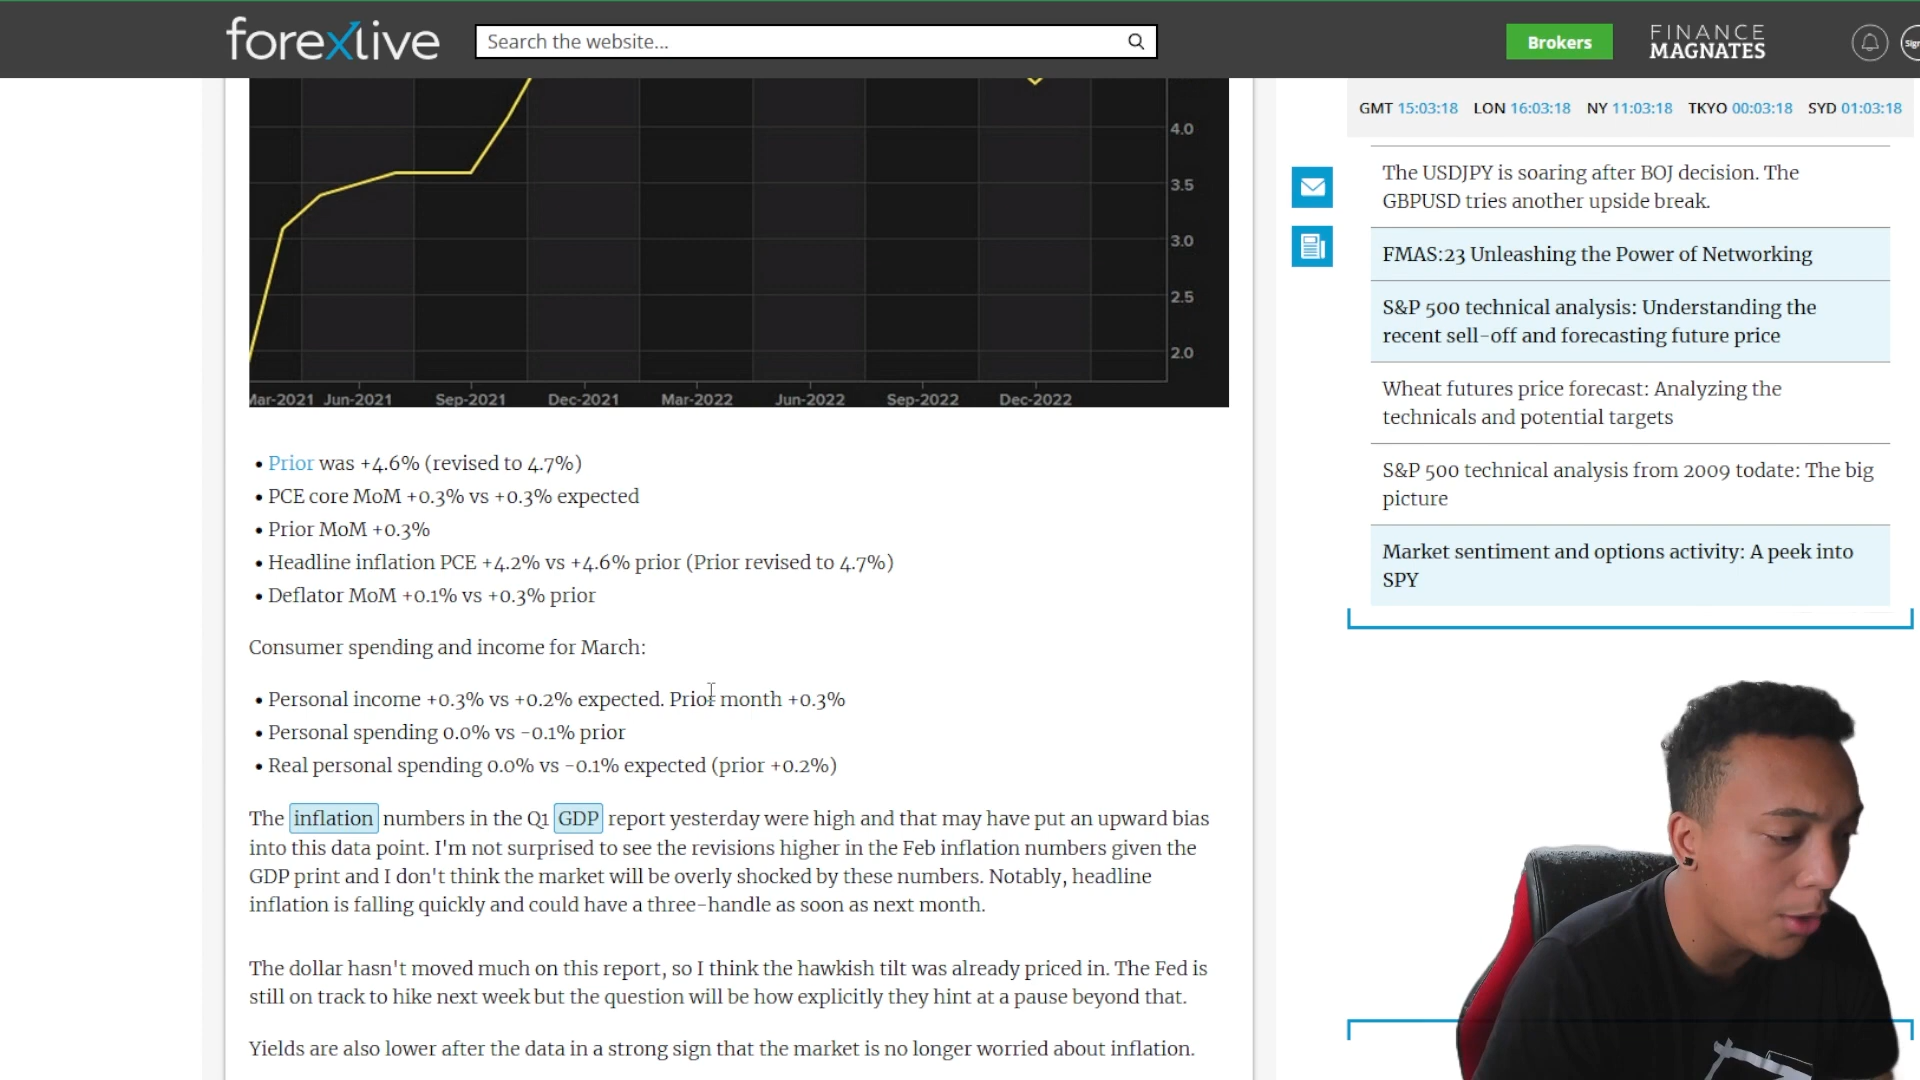 forexlive
Search the website...
Brokers
FINANCE
MAGNATES
4.0
3.5
3.0
2.5
2.0
Mar-2021 Jun-2021 Sep-2021 Dec-2021 Mar-2022 Jun-2022 Sep-2022 Dec-2022
• Prior was +4.6% (revised to 4.7%)
• PCE core MoM +0.3% vs +0.3% expected
• Prior MoM +0.3%
• Headline inflation PCE +4.2% vs +4.6% prior (Prior revised to 4.7%)
• Deflator MoM +0.1% vs +0.3% prior
Consumer spending and income for March:
• Personal income +0.3% vs +0.2% expected. Prior month +0.3%
• Personal spending 0.0% vs -0.1% prior
• Real personal spending 0.0% vs -0.1% expected (prior +0.2%)
The inflation numbers in the Q1 GDP report yesterday were high and that may have put an upward bias
into this data point. I'm not surprised to see the revisions higher in the Feb inflation numbers given the
GDP print and I don't think the market will be overly shocked by these numbers. Notably, headline
inflation is falling quickly and could have a three-handle as soon as next month.
The dollar hasn't moved much on this report, so I think the hawkish tilt was already priced in. The Fed is
still on track to hike next week but the question will be how explicitly they hint at a pause beyond that.
Yields are also lower after the data in a strong sign that the market is no longer worried about inflation.
GMT 15:03:18 LON 16:03:18 NY 11:03:18 TKYO 00:03:18 SYD 01:03:18
The USDJPY is soaring after BOJ decision. The
GBPUSD tries another upside break.
FMAS:23 Unleashing the Power of Networking
S&P 500 technical analysis: Understanding the
recent sell-off and forecasting future price
Wheat futures price forecast: Analyzing the
technicals and potential targets
S&P 500 technical analysis from 2009 todate: The big
picture
Market sentiment and options activity: A peek into
SPY